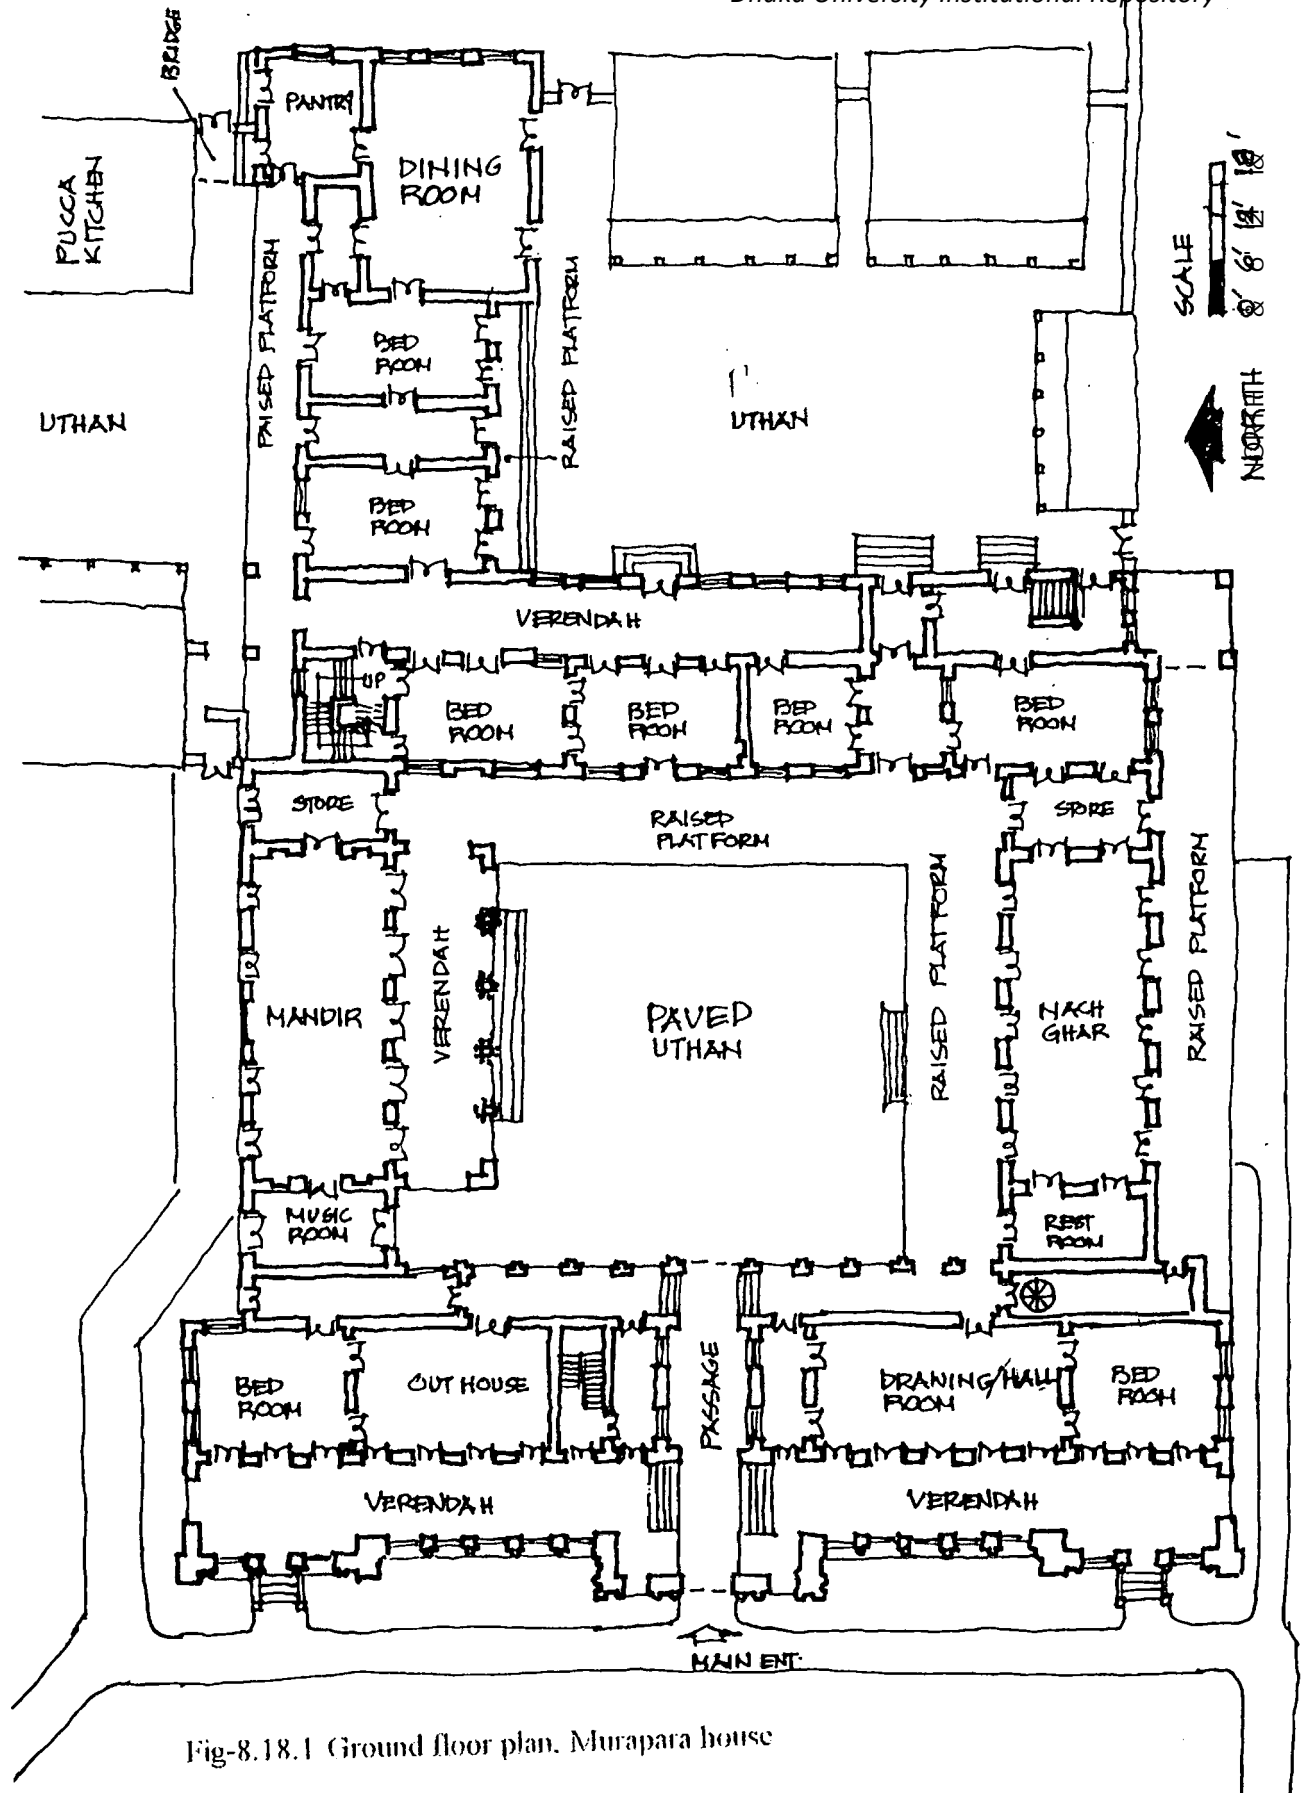 Dhaka University Institutional Repository
BRIDGE
PANTRY
DINING
ROOM
PUCCA
KITCHEN
RAISED PLATFORM
RAISED PLATFORM
SCALE
0' 6' 12' 18'
NORTH
BED
ROOM
UTHAN
UTHAN
BED
ROOM
VERENDAH
UP
BED
ROOM
BED
ROOM
BED
ROOM
BED
ROOM
STORE
STORE
RAISED
PLATFORM
VERENDAH
RAISED PLATFORM
RAISED PLATFORM
MANDIR
PAVED
UTHAN
NACH
GHAR
MUSIC
ROOM
REST
ROOM
BED
ROOM
OUT HOUSE
PASSAGE
DRANING/HALL
ROOM
BED
ROOM
VERENDAH
VERENDAH
MAIN ENT.
Fig-8.18.1 Ground floor plan, Murapara house